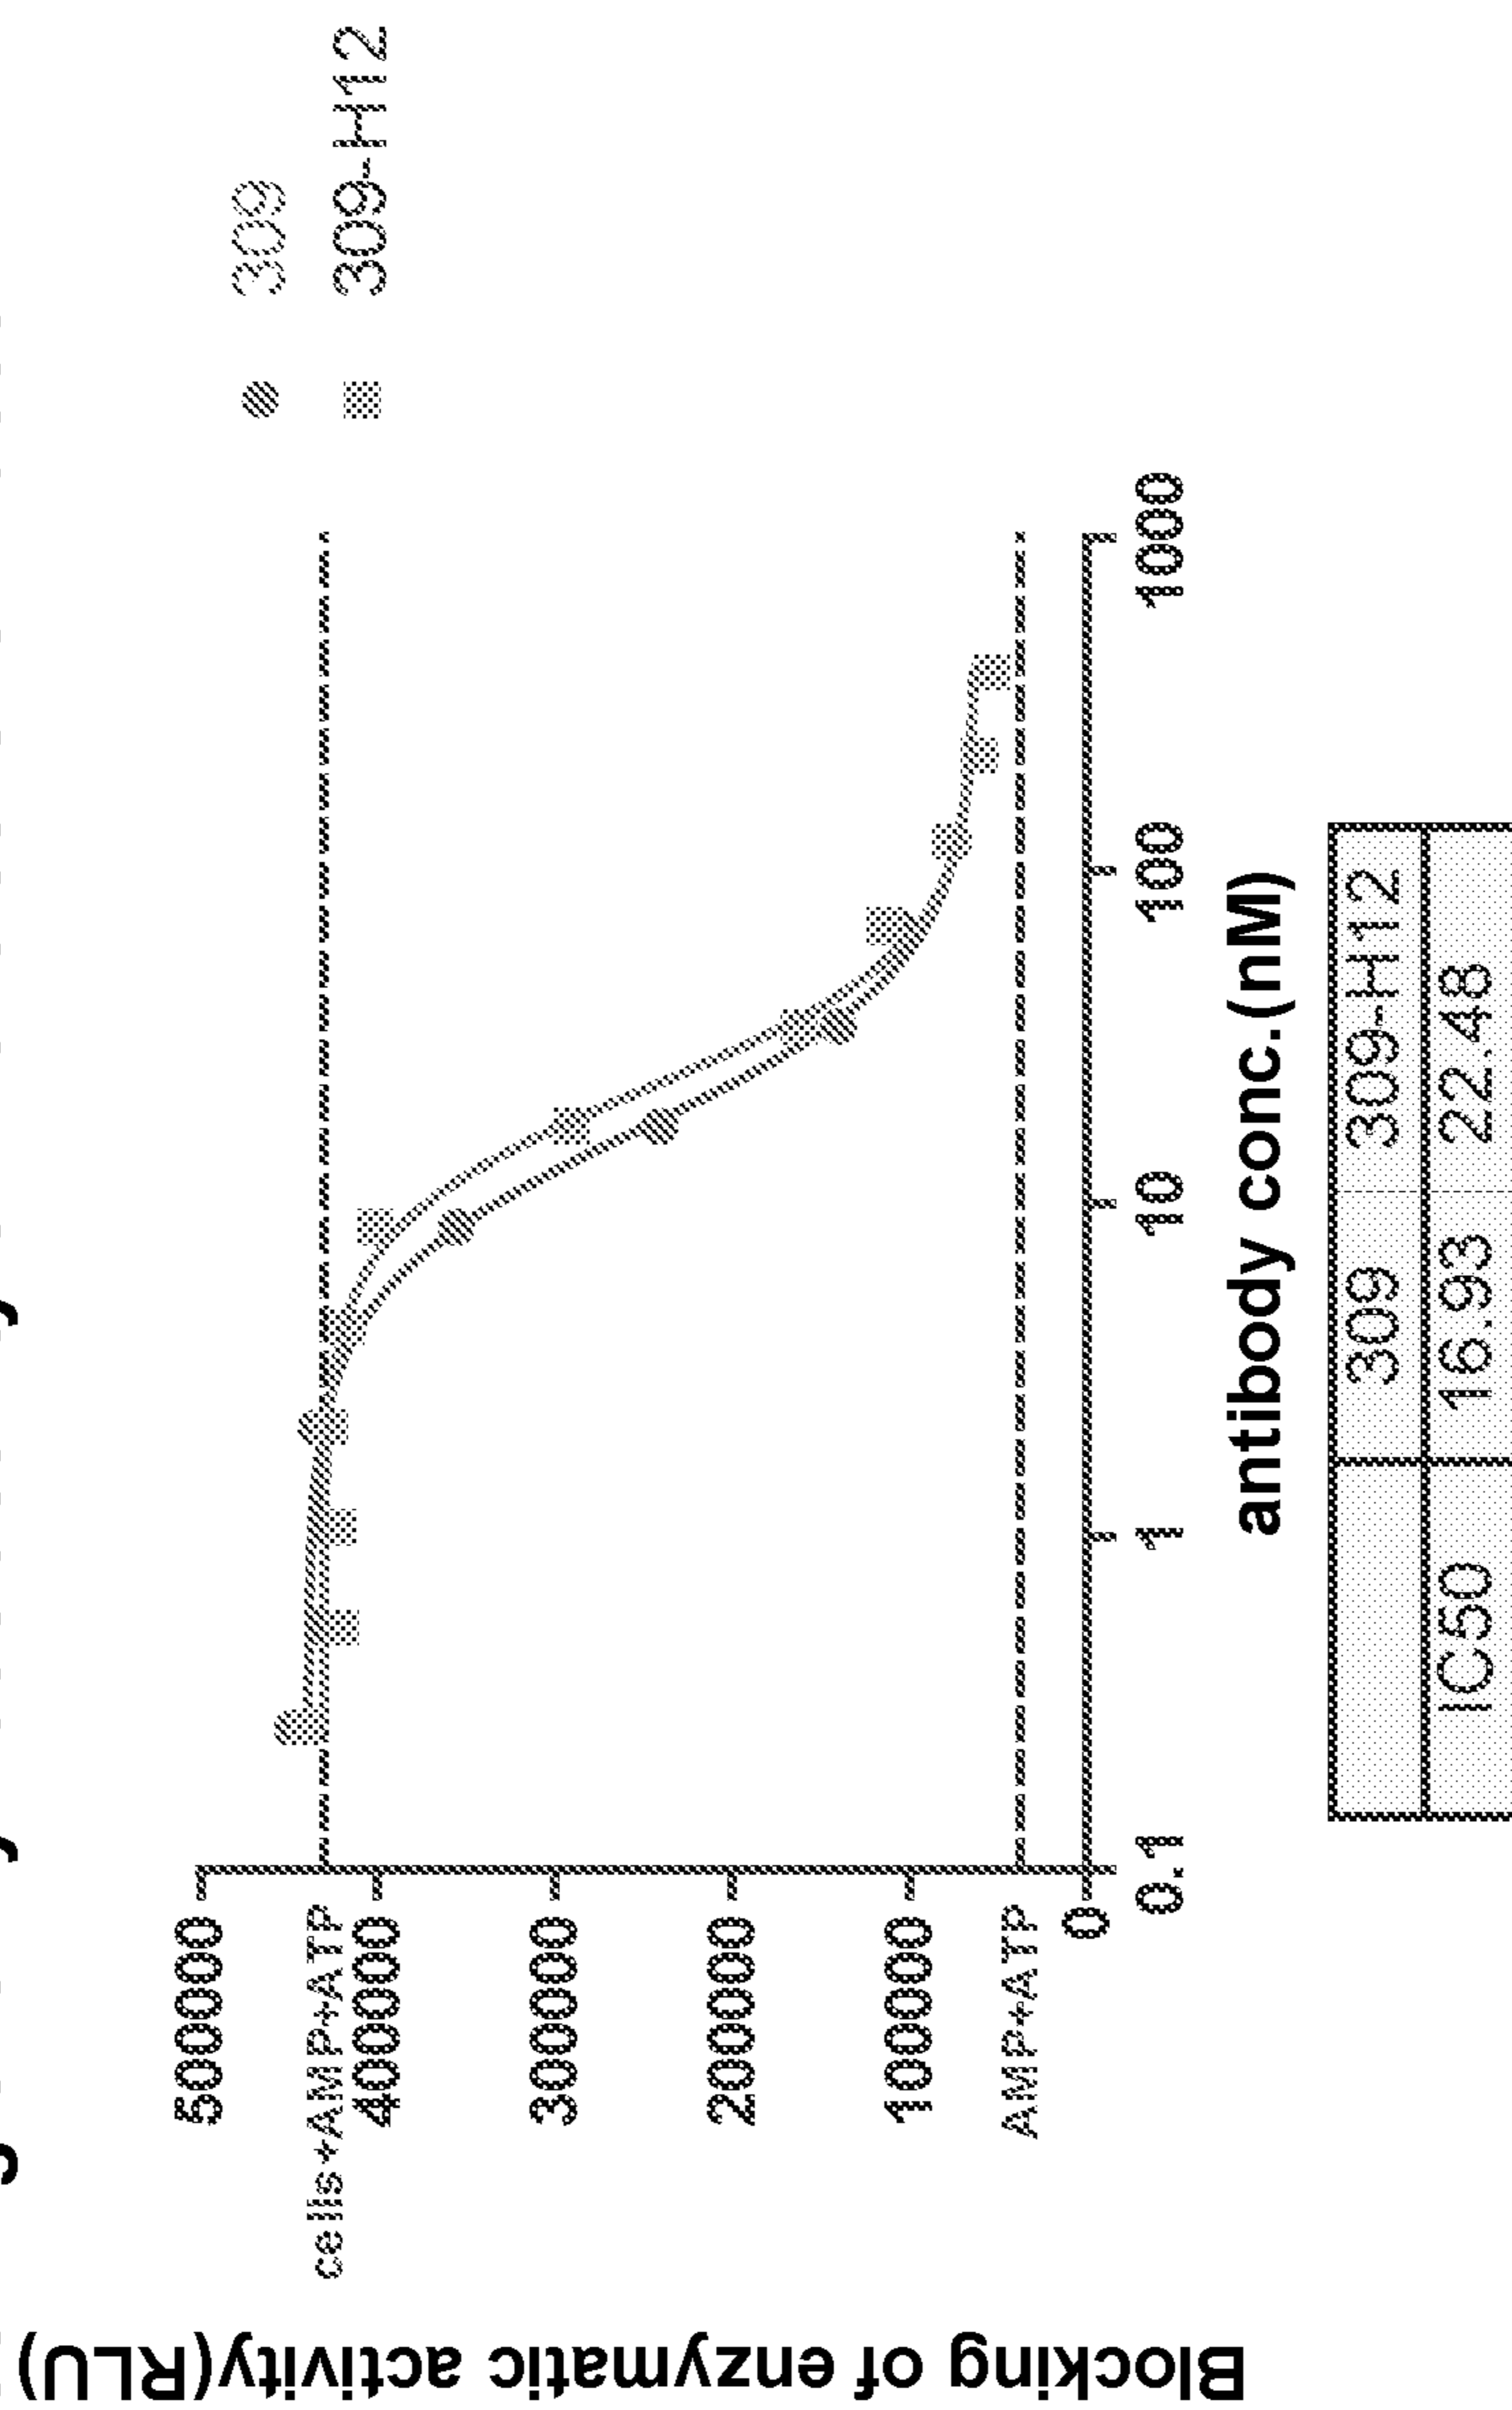 309
309-H12
Blocking of enzymatic activity(RLU)
500000
cells+AMP+ATP
400000
300000
200000
100000
AMP+ATP
0
0.1 1 10 100 1000
antibody conc.(nM)
309 309-H12
IC50 16.93 22.48